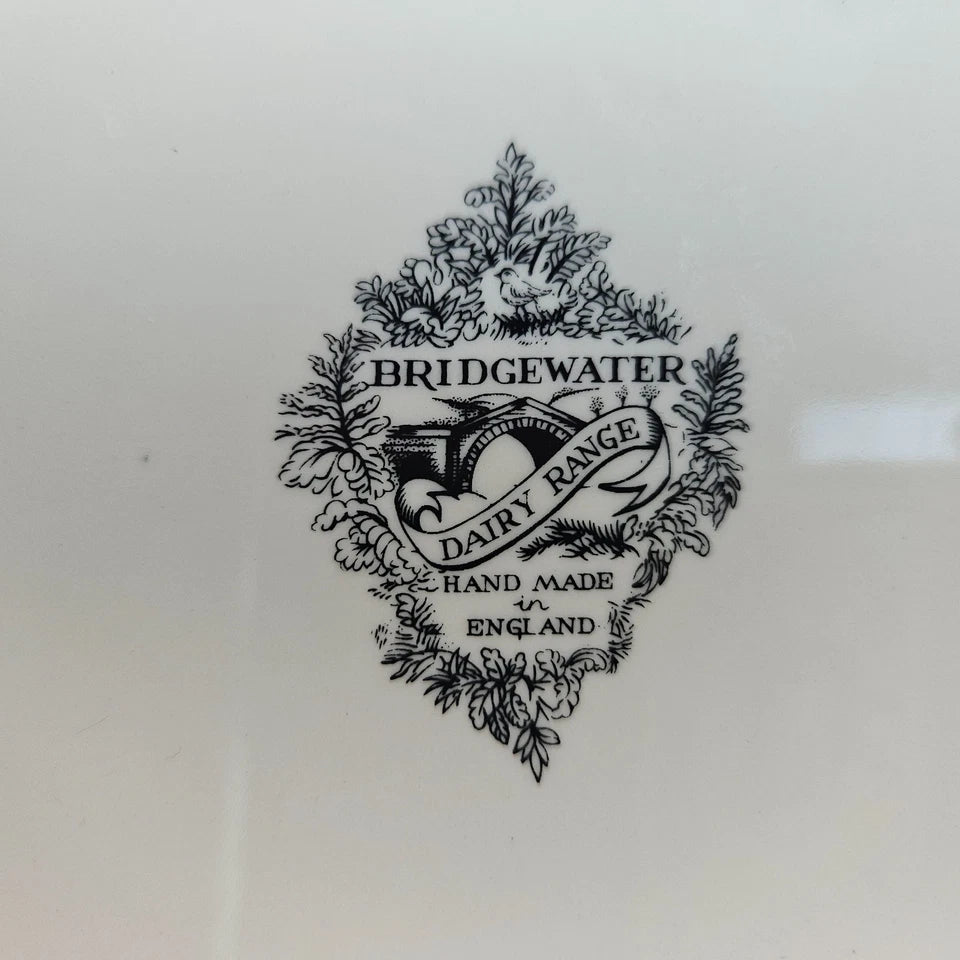 BRIDGEWATER
DAIRY RANGE
HAND MADE
in
ENGLAND